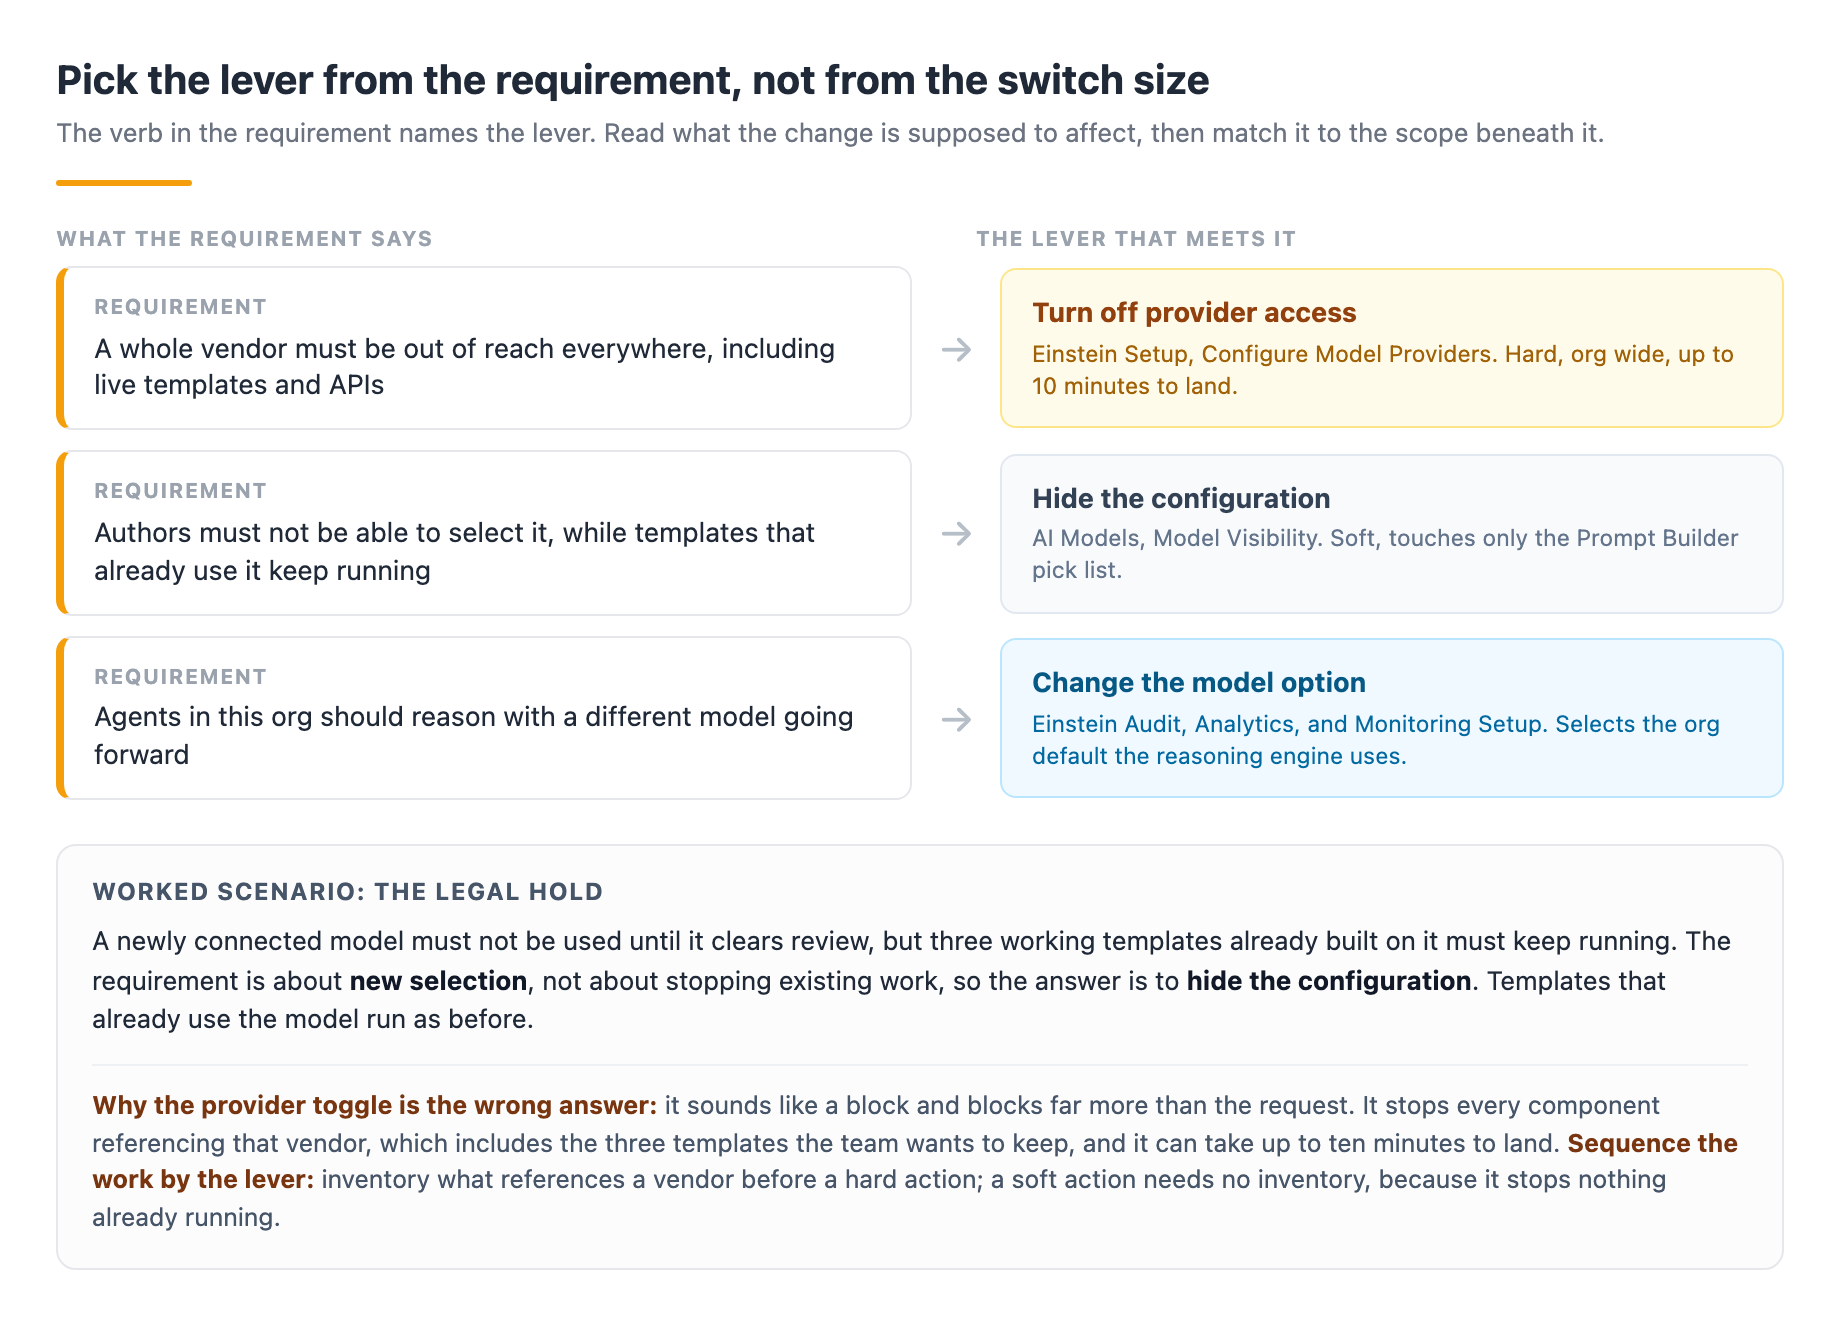 Pick the lever from the requirement, not from the switch size
The verb in the requirement names the lever. Read what the change is supposed to affect, then match it to the scope beneath it.
WHAT THE REQUIREMENT SAYS
THE LEVER THAT MEETS IT
REQUIREMENT
A whole vendor must be out of reach everywhere, including
live templates and APIs
→
Turn off provider access
Einstein Setup, Configure Model Providers. Hard, org wide, up to
10 minutes to land.
REQUIREMENT
Authors must not be able to select it, while templates that
already use it keep running
→
Hide the configuration
AI Models, Model Visibility. Soft, touches only the Prompt Builder
pick list.
REQUIREMENT
Agents in this org should reason with a different model going
forward
→
Change the model option
Einstein Audit, Analytics, and Monitoring Setup. Selects the org
default the reasoning engine uses.
WORKED SCENARIO: THE LEGAL HOLD
A newly connected model must not be used until it clears review, but three working templates already built on it must keep running. The
requirement is about new selection, not about stopping existing work, so the answer is to hide the configuration. Templates that
already use the model run as before.
Why the provider toggle is the wrong answer: it sounds like a block and blocks far more than the request. It stops every component
referencing that vendor, which includes the three templates the team wants to keep, and it can take up to ten minutes to land. Sequence the
work by the lever: inventory what references a vendor before a hard action; a soft action needs no inventory, because it stops nothing
already running.